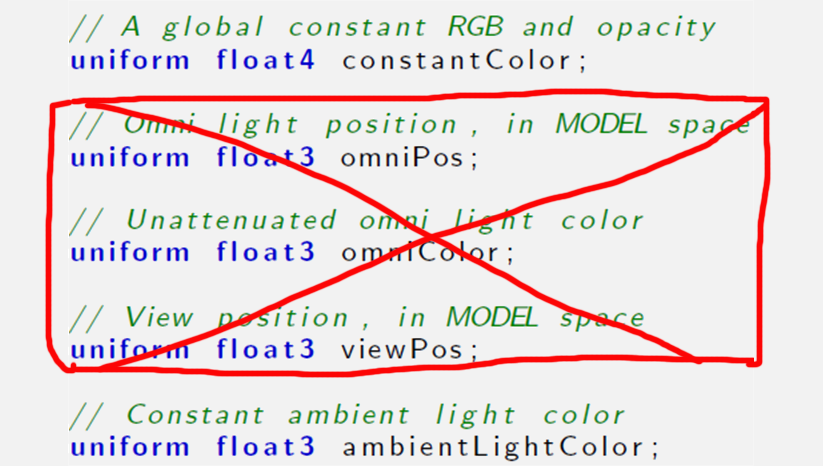 // A global constant RGB and opacity
uniform float4 constantColor;
// Omni light position, in MODEL space
uniform float3 omniPos;
// Unattenuated omni light color
uniform float3 omniColor;
// View position, in MODEL space
uniform float3 viewPos;
// Constant ambient light color
uniform float3 ambientLightColor;